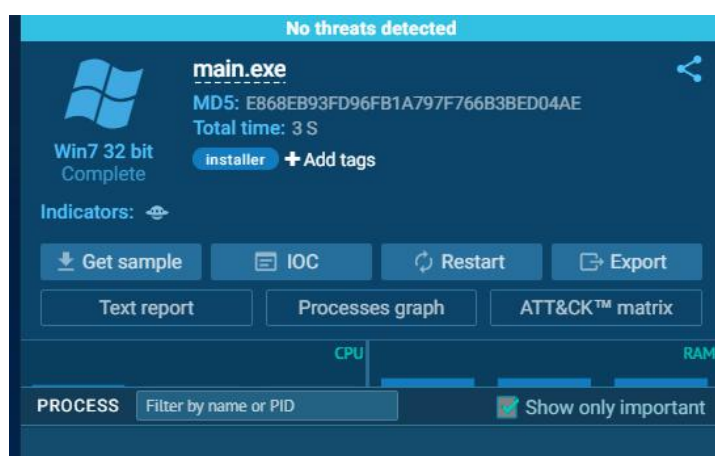 No threats detected
main.exe
MD5: E868EB93FD96FB1A797F766B3BED04AE
Total time: 3 S
Win7 32 bit
Complete
installer + Add tags
Indicators:
Get sample
IOC
Restart
Export
Text report
Processes graph
ATT&CK™ matrix
CPU
RAM
PROCESS
Filter by name or PID
Show only important